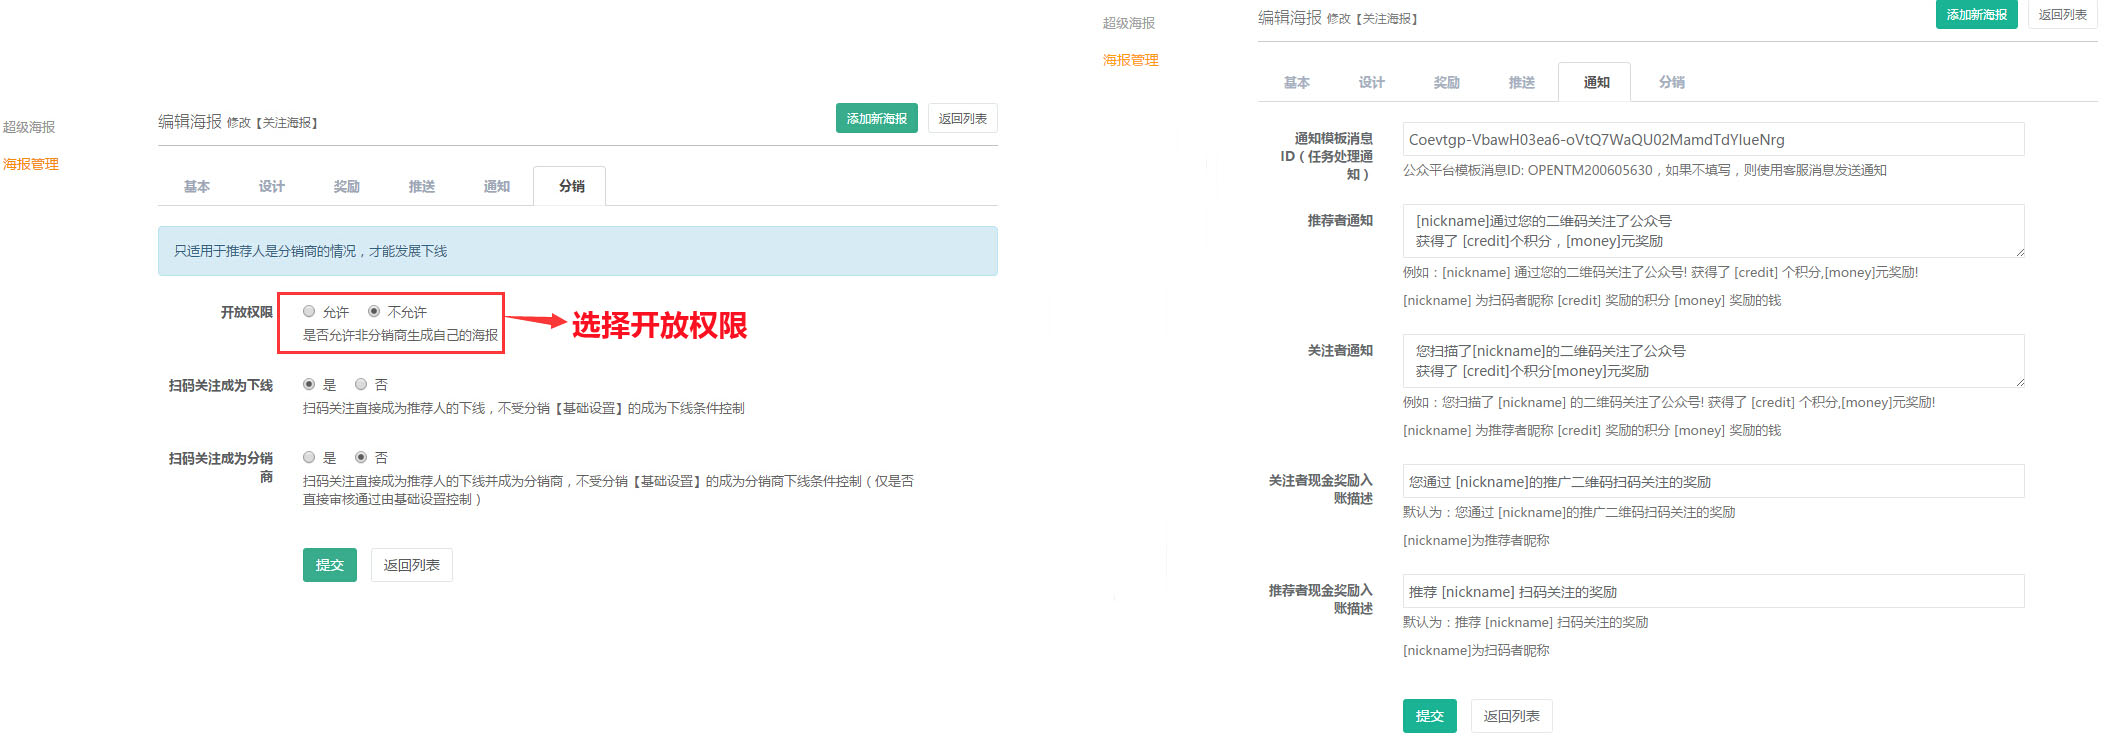 超级海报
海报管理
编辑海报 修改【关注海报】
添加新海报
返回列表
基本
设计
奖励
推送
通知
分销
只适用于推荐人是分销商的情况，才能发展下线
开放权限
允许
不允许
是否允许非分销商生成自己的海报
选择开放权限
扫码关注成为下线
是
否
扫码关注直接成为推荐人的下线，不受分销【基础设置】的成为下线条件控制
扫码关注成为分销
商
是
否
扫码关注直接成为推荐人的下线并成为分销商，不受分销【基础设置】的成为分销商下线条件控制（仅是否
直接审核通过由基础设置控制）
提交
返回列表
超级海报
海报管理
编辑海报 修改【关注海报】
添加新海报
返回列表
基本
设计
奖励
推送
通知
分销
通知模板消息
ID（任务处理通
知）
Coevtgp-VbawH03ea6-oVtQ7WaQU02MamdTdYlueNrg
公众平台模板消息ID: OPENTM200605630，如果不填写，则使用客服消息发送通知
推荐者通知
[nickname]通过您的二维码关注了公众号
获得了 [credit]个积分，[money]元奖励
例如：[nickname] 通过您的二维码关注了公众号! 获得了 [credit] 个积分,[money]元奖励!
[nickname] 为扫码者昵称 [credit] 奖励的积分 [money] 奖励的钱
关注者通知
您扫描了[nickname]的二维码关注了公众号
获得了 [credit]个积分[money]元奖励
例如：您扫描了 [nickname] 的二维码关注了公众号! 获得了 [credit] 个积分,[money]元奖励!
[nickname] 为推荐者昵称 [credit] 奖励的积分 [money] 奖励的钱
关注者现金奖励入
账描述
您通过 [nickname]的推广二维码扫码关注的奖励
默认为：您通过 [nickname]的推广二维码扫码关注的奖励
[nickname]为推荐者昵称
推荐者现金奖励入
账描述
推荐 [nickname] 扫码关注的奖励
默认为：推荐 [nickname] 扫码关注的奖励
[nickname]为扫码者昵称
提交
返回列表